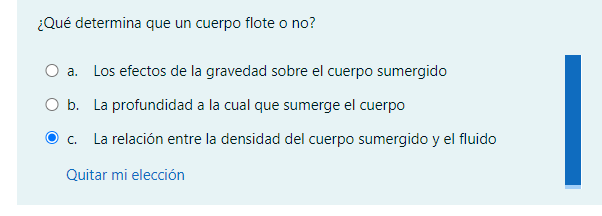 ¿Qué determina que un cuerpo flote o no?
a. Los efectos de la gravedad sobre el cuerpo sumergido
b. La profundidad a la cual que sumerge el cuerpo
c. La relación entre la densidad del cuerpo sumergido y el fluido
Quitar mi elección